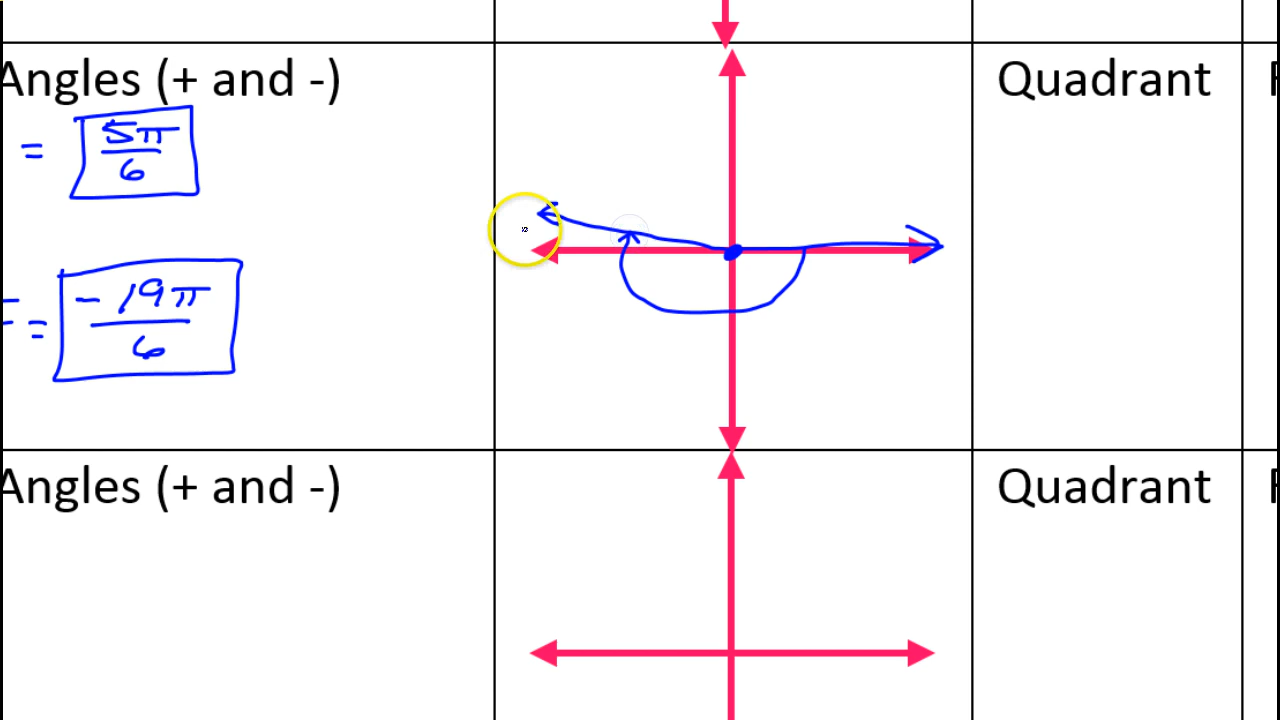 Angles (+ and -)
Quadrant
= 5π/6
= -19π/6
Angles (+ and -)
Quadrant